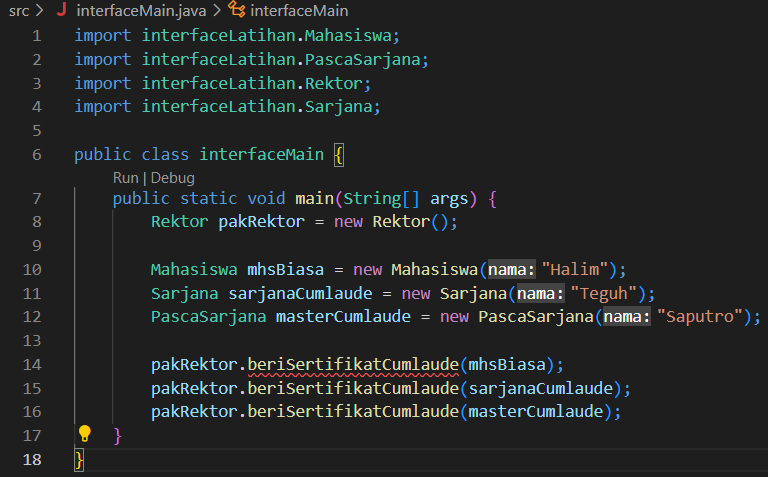 src > J interfaceMain.java > interfaceMain
1 import interfaceLatihan.Mahasiswa;
2 import interfaceLatihan.PascaSarjana;
3 import interfaceLatihan.Rektor;
4 import interfaceLatihan.Sarjana;
5
6 public class interfaceMain {
Run | Debug
7 public static void main(String[] args) {
8 Rektor pakRektor = new Rektor();
9
10 Mahasiswa mhsBiasa = new Mahasiswa(nama: "Halim");
11 Sarjana sarjanaCumlaude = new Sarjana(nama: "Teguh");
12 PascaSarjana masterCumlaude = new PascaSarjana(nama: "Saputro");
13
14 pakRektor.beriSertifikatCumlaude(mhsBiasa);
15 pakRektor.beriSertifikatCumlaude(sarjanaCumlaude);
16 pakRektor.beriSertifikatCumlaude(masterCumlaude);
17 }
18 }